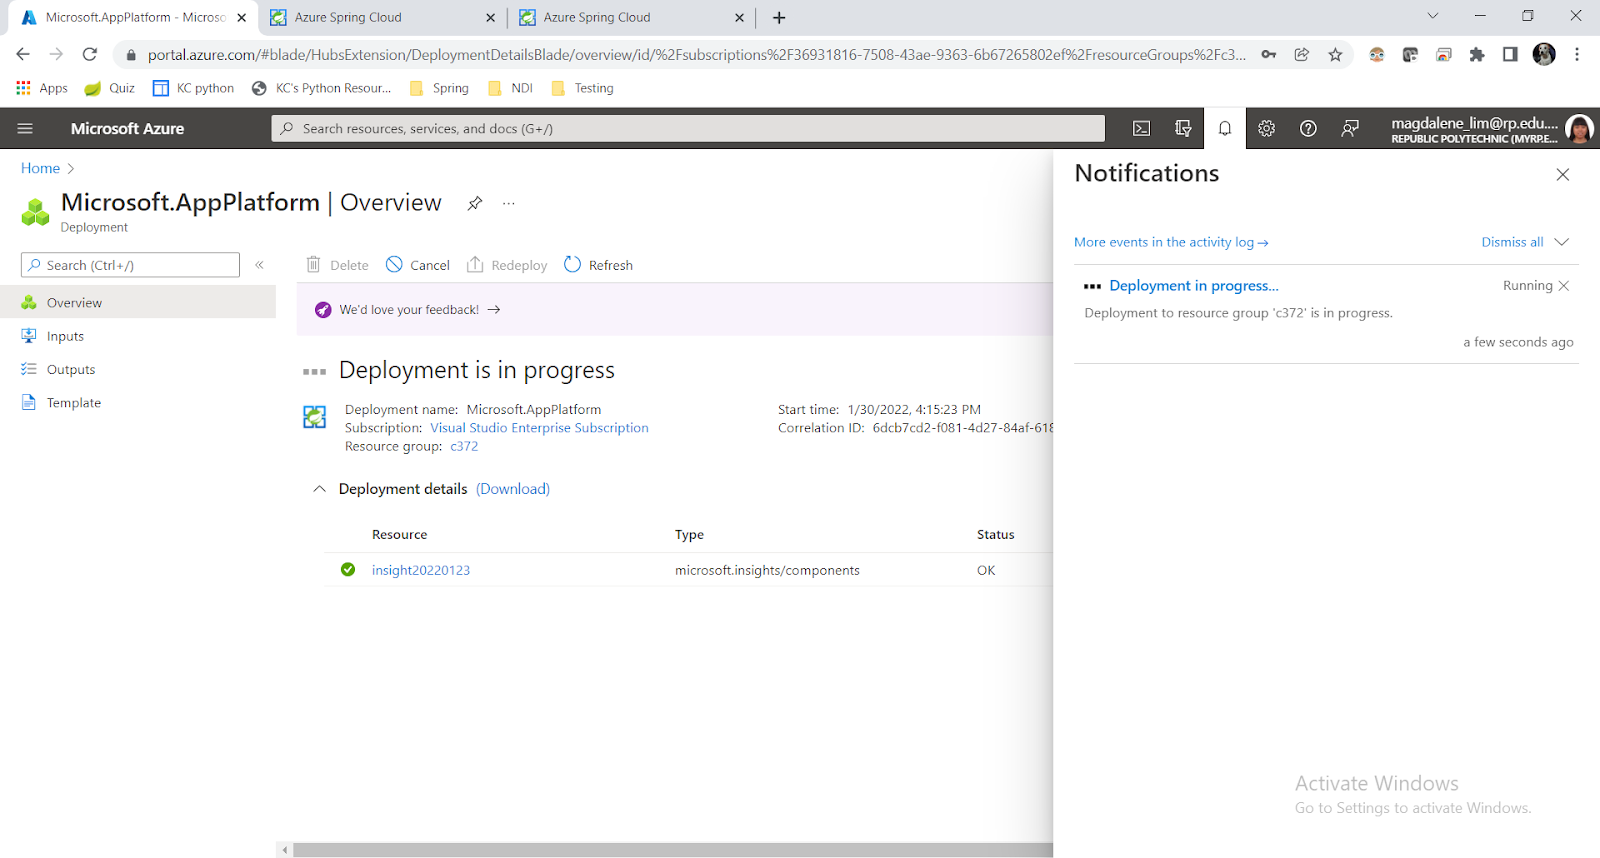 Microsoft.AppPlatform - Microso
Azure Spring Cloud
Azure Spring Cloud
portal.azure.com/#blade/HubsExtension/DeploymentDetailsBlade/overview/id/%2Fsubscriptions%2F36931816-7508-43ae-9363-6b67265802ef%2FresourceGroups%2Fc3...
Apps
Quiz
KC python
KC's Python Resour...
Spring
NDI
Testing
Microsoft Azure
Search resources, services, and docs (G+/)
magdalene_lim@rp.edu....
REPUBLIC POLYTECHNIC (MYRP.E...
Home
Microsoft.AppPlatform | Overview
Deployment
Search (Ctrl+/)
Overview
Inputs
Outputs
Template
Delete
Cancel
Redeploy
Refresh
We'd love your feedback!
Deployment is in progress
Deployment name: Microsoft.AppPlatform
Subscription: Visual Studio Enterprise Subscription
Resource group: c372
Start time: 1/30/2022, 4:15:23 PM
Correlation ID: 6dcb7cd2-f081-4d27-84af-618
Deployment details (Download)
Resource Type Status
insight20220123 microsoft.insights/components OK
Notifications
More events in the activity log
Dismiss all
Deployment in progress...
Running
Deployment to resource group 'c372' is in progress.
a few seconds ago
Activate Windows
Go to Settings to activate Windows.